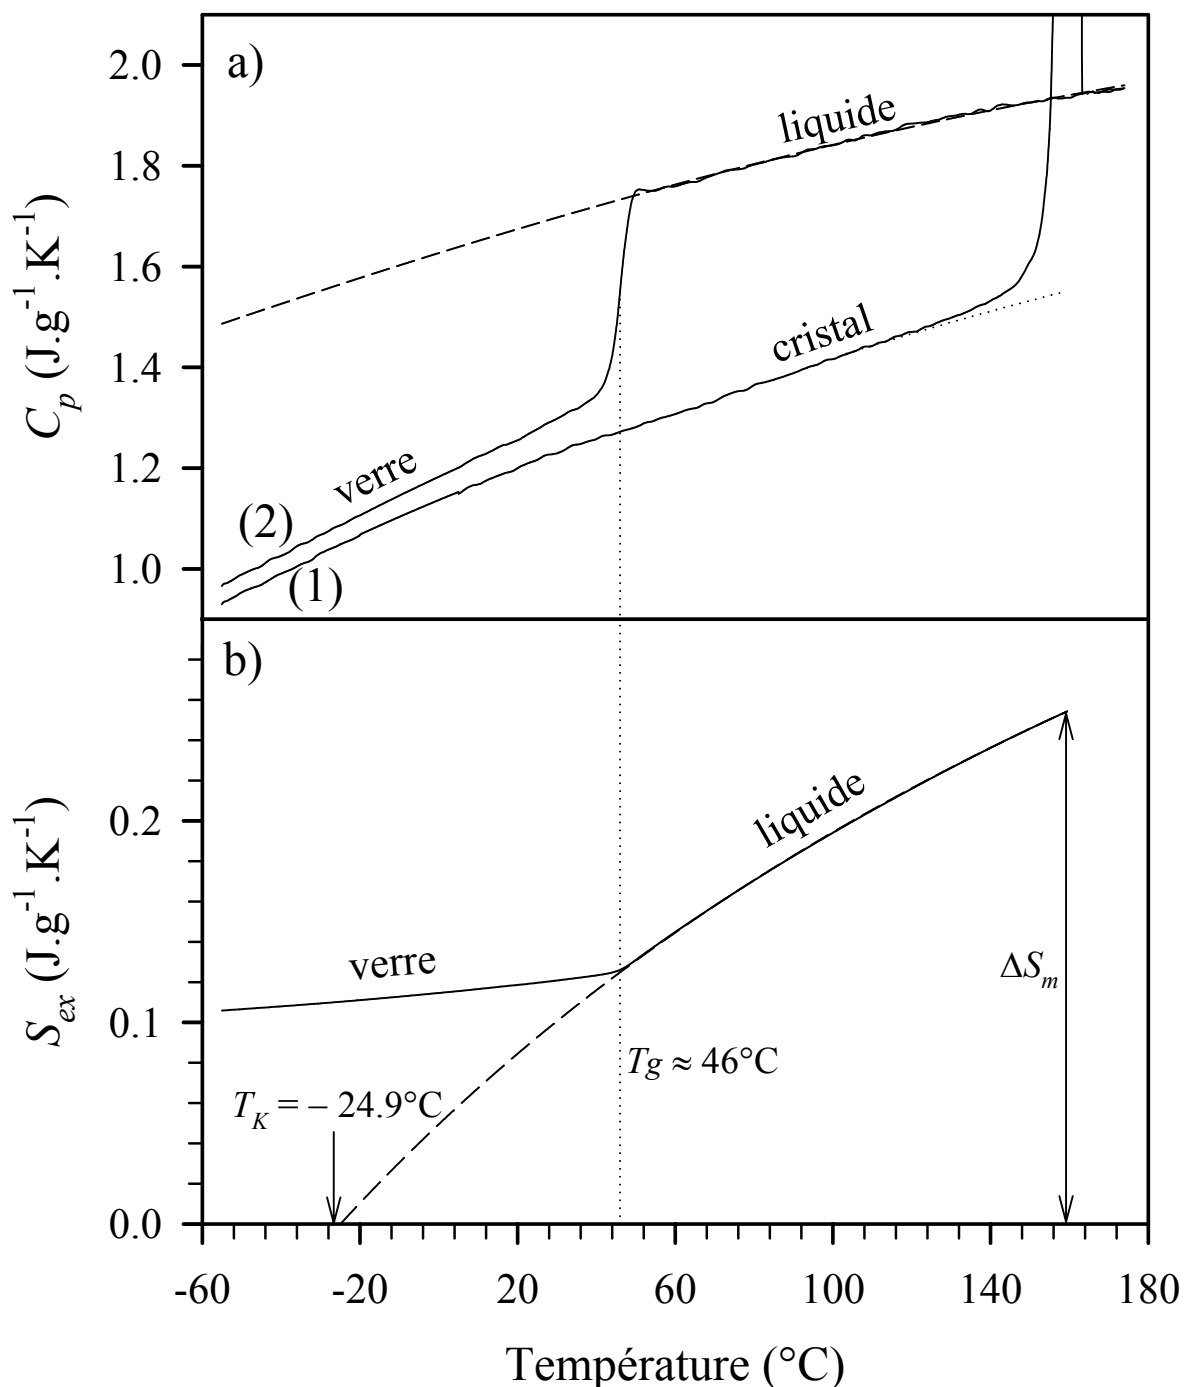 a)
2.0
1.8
1.6
1.4
1.2
1.0
C_p (J.g^-1.K^-1)
liquide
cristal
verre
(2)
(1)
b)
0.2
0.1
0.0
S_ex (J.g^-1.K^-1)
liquide
verre
ΔS_m
Tg ≈ 46°C
T_K = – 24.9°C
-60 -20 20 60 100 140 180
Température (°C)